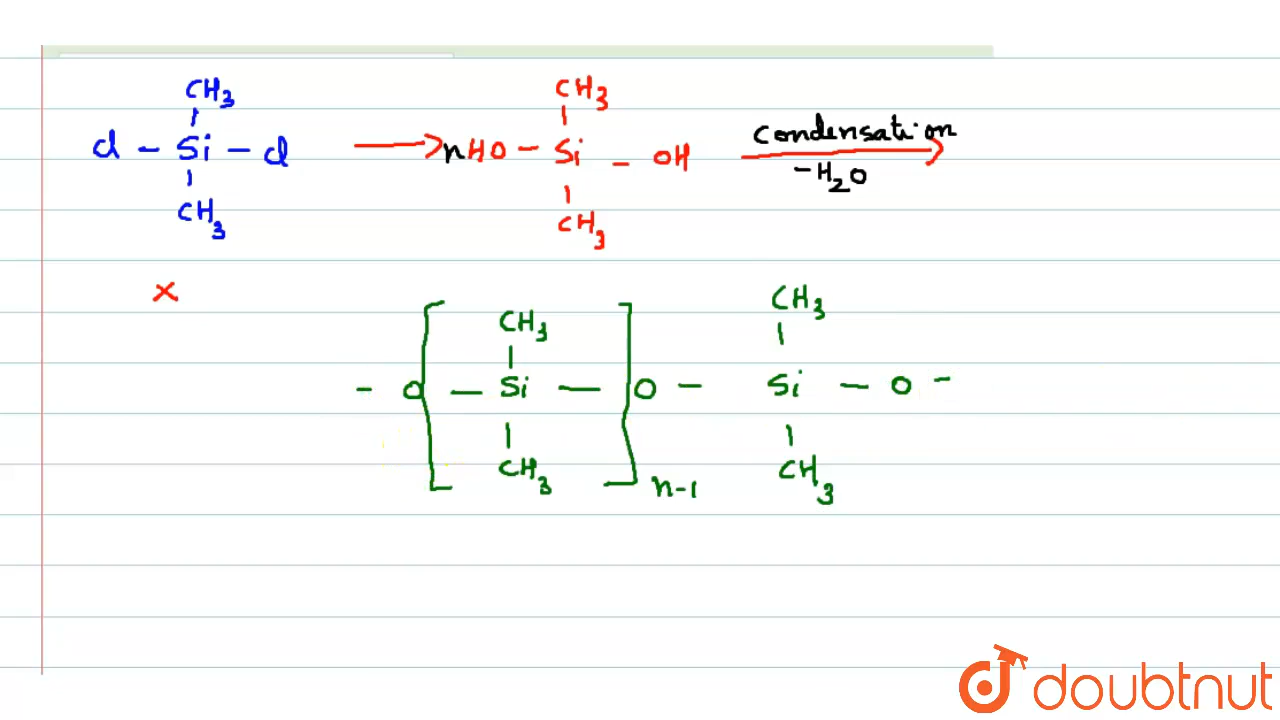 CH3 CH3
Cl - Si - Cl → nHO - Si - OH condensation
-H2O
CH3 CH3
x
CH3 CH3
- O [ - Si - ] O - Si - O -
CH3 n-1 CH3
doubtnut